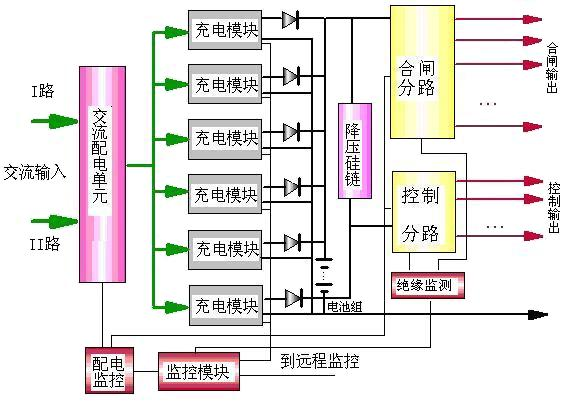 I路
交流输入
II路
交流配电单元
充电模块
充电模块
充电模块
充电模块
充电模块
充电模块
降压硅链
电池组
合闸
分路
控制
分路
合闸输出
控制输出
绝缘监测
配电
监控
监控模块
到远程监控